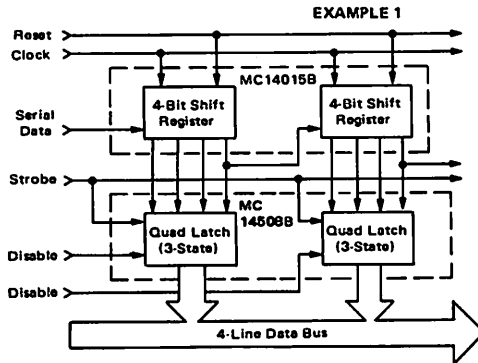 EXAMPLE 1
Reset
Clock
MC14015B
4-Bit Shift
Register
4-Bit Shift
Register
Serial
Data
Strobe
MC
14508B
Quad Latch
(3-State)
Quad Latch
(3-State)
Disable
Disable
4-Line Data Bus